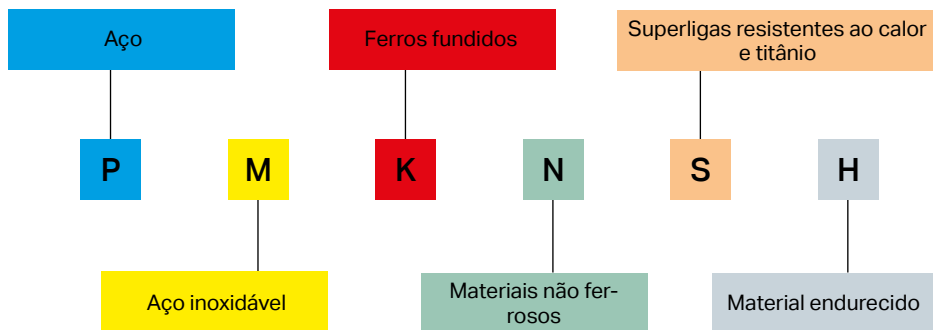 Aço
Ferros fundidos
Superligas resistentes ao calor
e titânio
P
M
K
N
S
H
Aço inoxidável
Materiais não fer-
rosos
Material endurecido